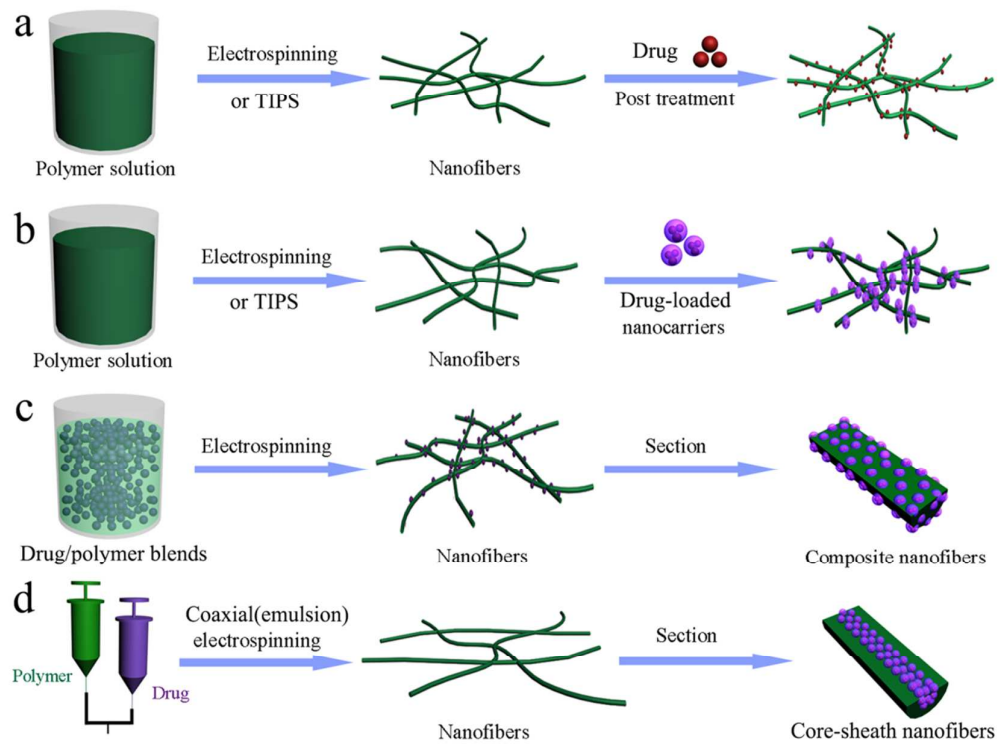 a
Electrospinning
or TIPS
Drug
Post treatment
Polymer solution
Nanofibers
b
Electrospinning
or TIPS
Drug-loaded
nanocarriers
Polymer solution
Nanofibers
c
Electrospinning
Section
Drug/polymer blends
Nanofibers
Composite nanofibers
d
Coaxial(emulsion)
electrospinning
Section
Polymer
Drug
Nanofibers
Core-sheath nanofibers